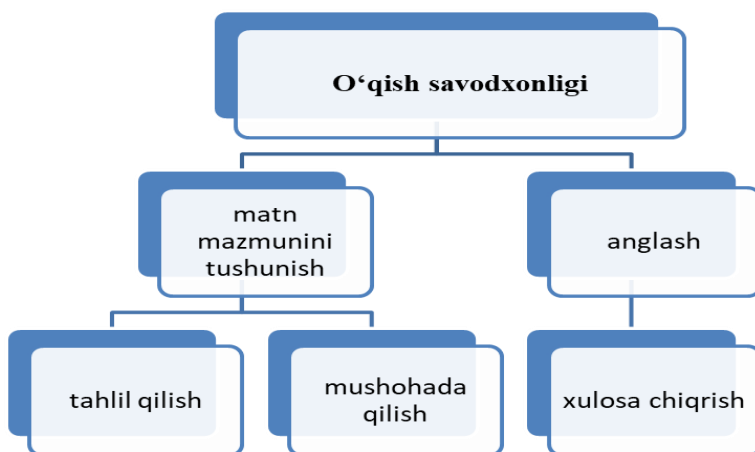 O‘qish savodxonligi
matn
mazmunini
tushunish
anglash
tahlil qilish
mushohada
qilish
xulosa chiqrish